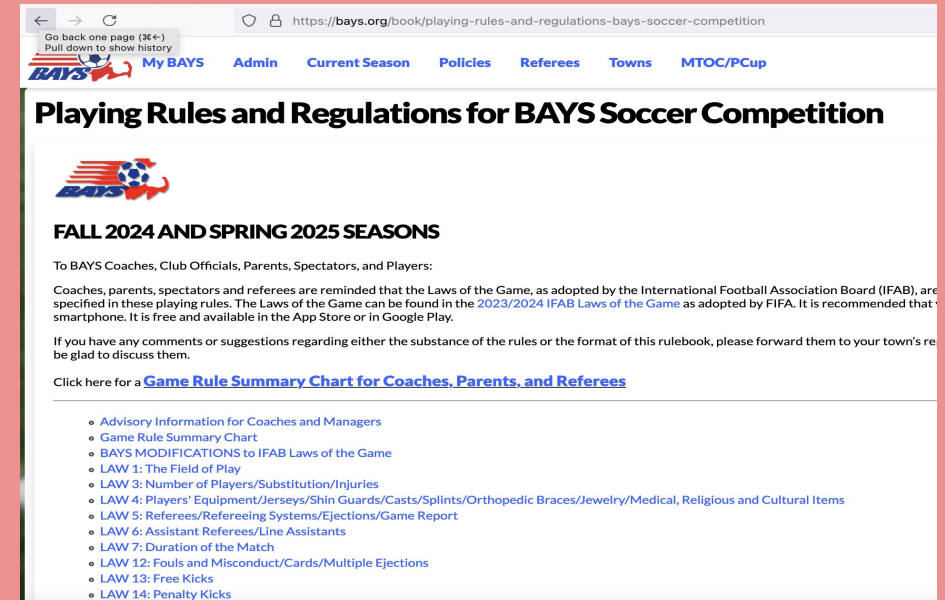 https://bays.org/book/playing-rules-and-regulations-bays-soccer-competition
Go back one page (⌘←)
Pull down to show history
BAYS
My BAYS Admin Current Season Policies Referees Towns MTOC/PCup
Playing Rules and Regulations for BAYS Soccer Competition
BAYS
FALL 2024 AND SPRING 2025 SEASONS
To BAYS Coaches, Club Officials, Parents, Spectators, and Players:
Coaches, parents, spectators and referees are reminded that the Laws of the Game, as adopted by the International Football Association Board (IFAB), are
specified in these playing rules. The Laws of the Game can be found in the 2023/2024 IFAB Laws of the Game as adopted by FIFA. It is recommended that
smartphone. It is free and available in the App Store or in Google Play.
If you have any comments or suggestions regarding either the substance of the rules or the format of this rulebook, please forward them to your town's re
be glad to discuss them.
Click here for a Game Rule Summary Chart for Coaches, Parents, and Referees
Advisory Information for Coaches and Managers
Game Rule Summary Chart
BAYS MODIFICATIONS to IFAB Laws of the Game
LAW 1: The Field of Play
LAW 3: Number of Players/Substitution/Injuries
LAW 4: Players' Equipment/Jerseys/Shin Guards/Casts/Splints/Orthopedic Braces/Jewelry/Medical, Religious and Cultural Items
LAW 5: Referees/Refereeing Systems/Ejections/Game Report
LAW 6: Assistant Referees/Line Assistants
LAW 7: Duration of the Match
LAW 12: Fouls and Misconduct/Cards/Multiple Ejections
LAW 13: Free Kicks
LAW 14: Penalty Kicks